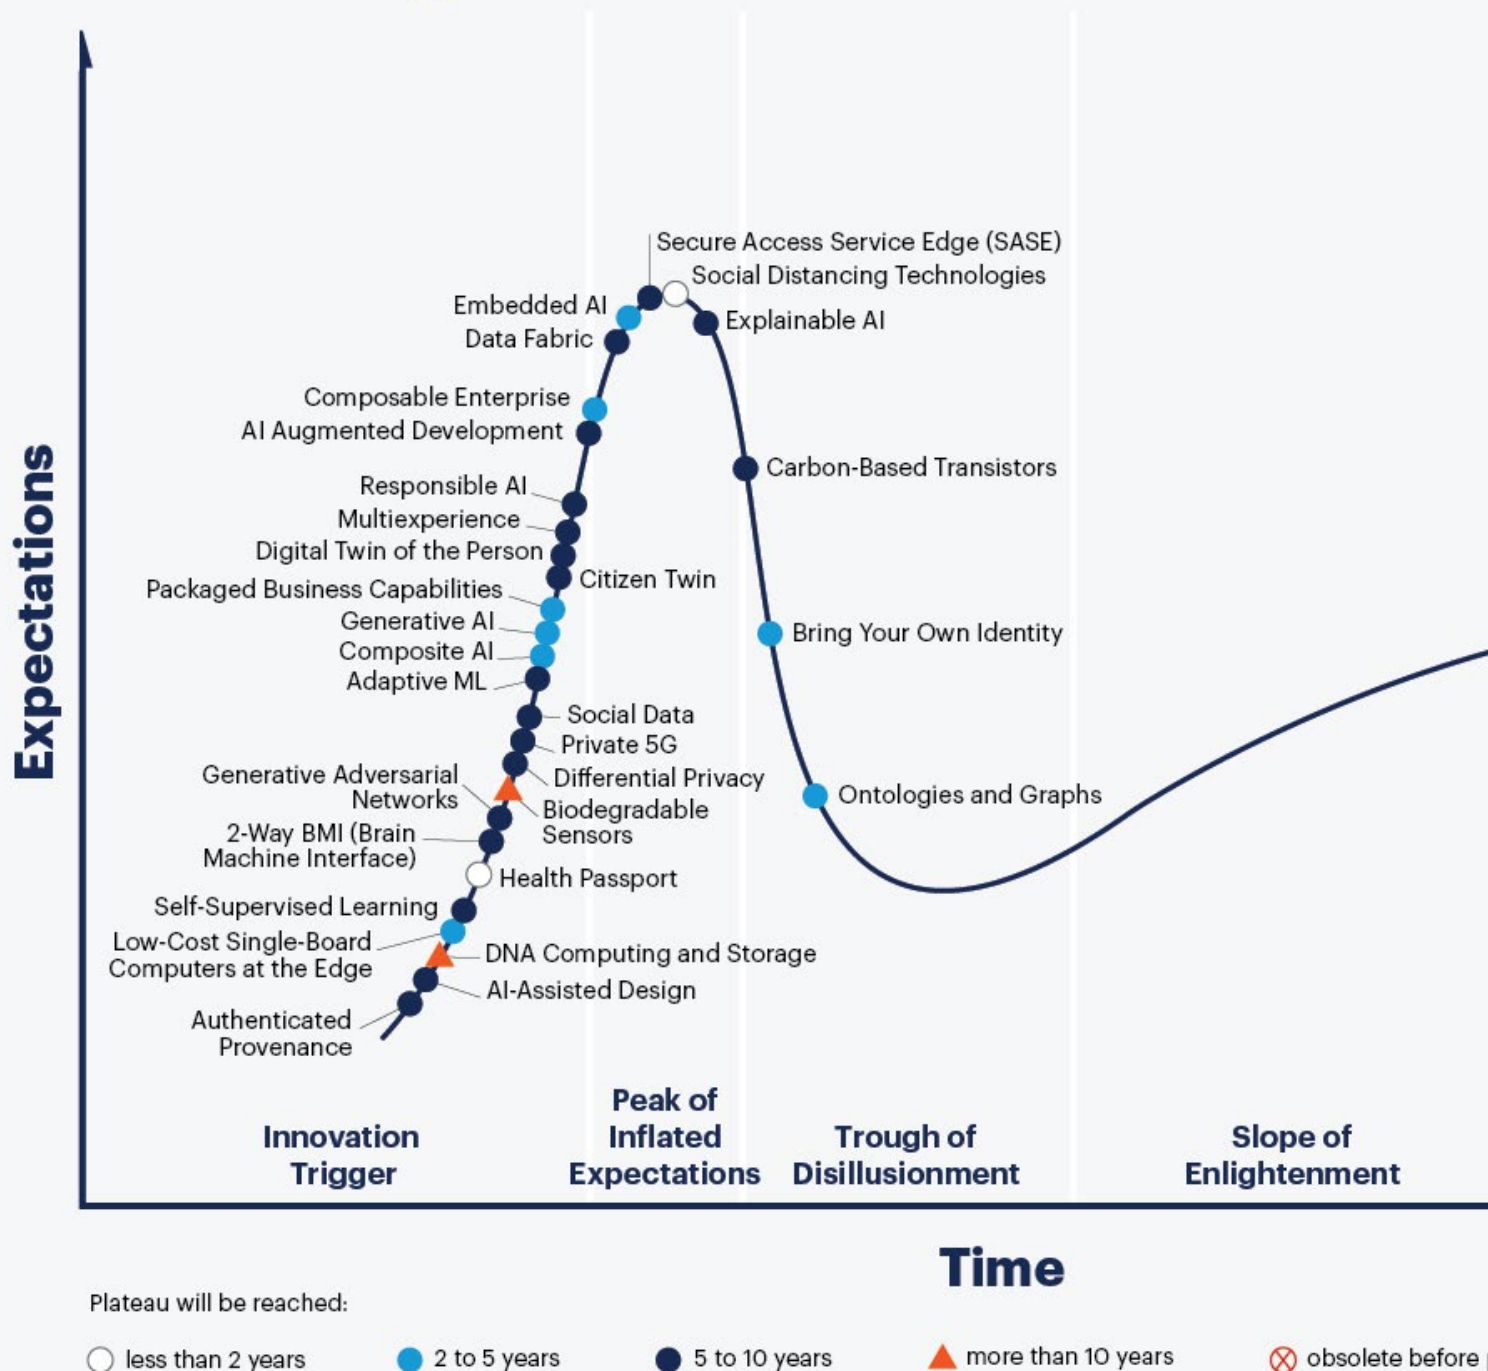 Secure Access Service Edge (SASE)
Social Distancing Technologies
Embedded AI
Explainable AI
Data Fabric
Composable Enterprise
AI Augmented Development
Carbon-Based Transistors
Responsible AI
Multiexperience
Digital Twin of the Person
Citizen Twin
Packaged Business Capabilities
Generative AI
Bring Your Own Identity
Composite AI
Adaptive ML
Social Data
Private 5G
Generative Adversarial
Networks
Differential Privacy
Ontologies and Graphs
Biodegradable
Sensors
2-Way BMI (Brain
Machine Interface)
Health Passport
Self-Supervised Learning
Low-Cost Single-Board
Computers at the Edge
DNA Computing and Storage
AI-Assisted Design
Authenticated
Provenance
Expectations
Innovation
Trigger
Peak of
Inflated
Expectations
Trough of
Disillusionment
Slope of
Enlightenment
Time
Plateau will be reached:
less than 2 years
2 to 5 years
5 to 10 years
more than 10 years
obsolete before